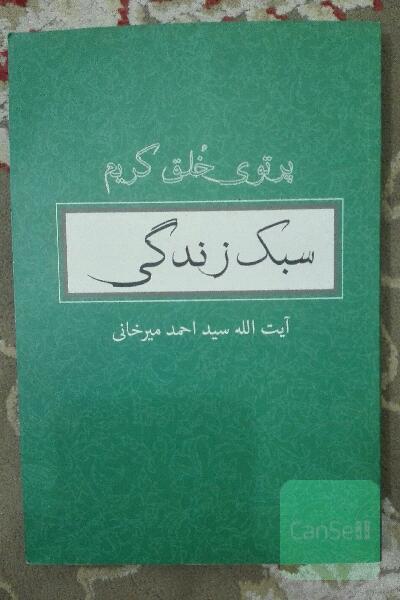 پرتوی خُلق کریم
سبک زندگی
آیت الله سید احمد میرخانی
CanSell